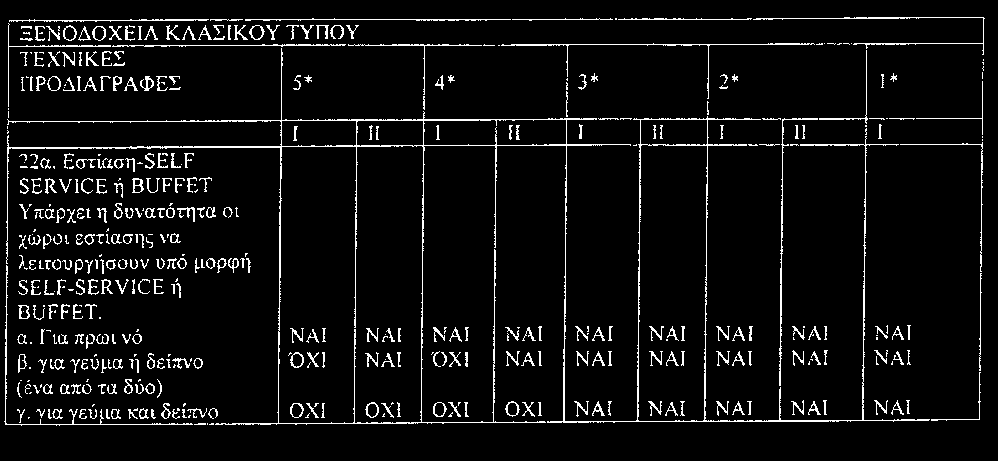 ΞΕΝΟΔΟΧΕΙΑ ΚΛΑΣΙΚΟΥ ΤΥΠΟΥ
ΤΕΧΝΙΚΕΣ
ΠΡΟΔΙΑΓΡΑΦΕΣ 5* 4* 3* 2* 1*
I II I II I II I II I
22α. Εστίαση-SELF
SERVICE ή BUFFET
Υπάρχει η δυνατότητα οι
χώροι εστίασης να
λειτουργήσουν υπό μορφή
SELF-SERVICE ή
BUFFET.
α. Για πρωι νό ΝΑΙ ΝΑΙ ΝΑΙ ΝΑΙ ΝΑΙ ΝΑΙ ΝΑΙ ΝΑΙ ΝΑΙ
β. για γεύμα ή δείπνο ΌΧΙ ΝΑΙ ΌΧΙ ΝΑΙ ΝΑΙ ΝΑΙ ΝΑΙ ΝΑΙ ΝΑΙ
(ένα από τα δύο)
γ. για γεύμα και δείπνο ΟΧΙ ΟΧΙ ΟΧΙ ΟΧΙ ΝΑΙ ΝΑΙ ΝΑΙ ΝΑΙ ΝΑΙ